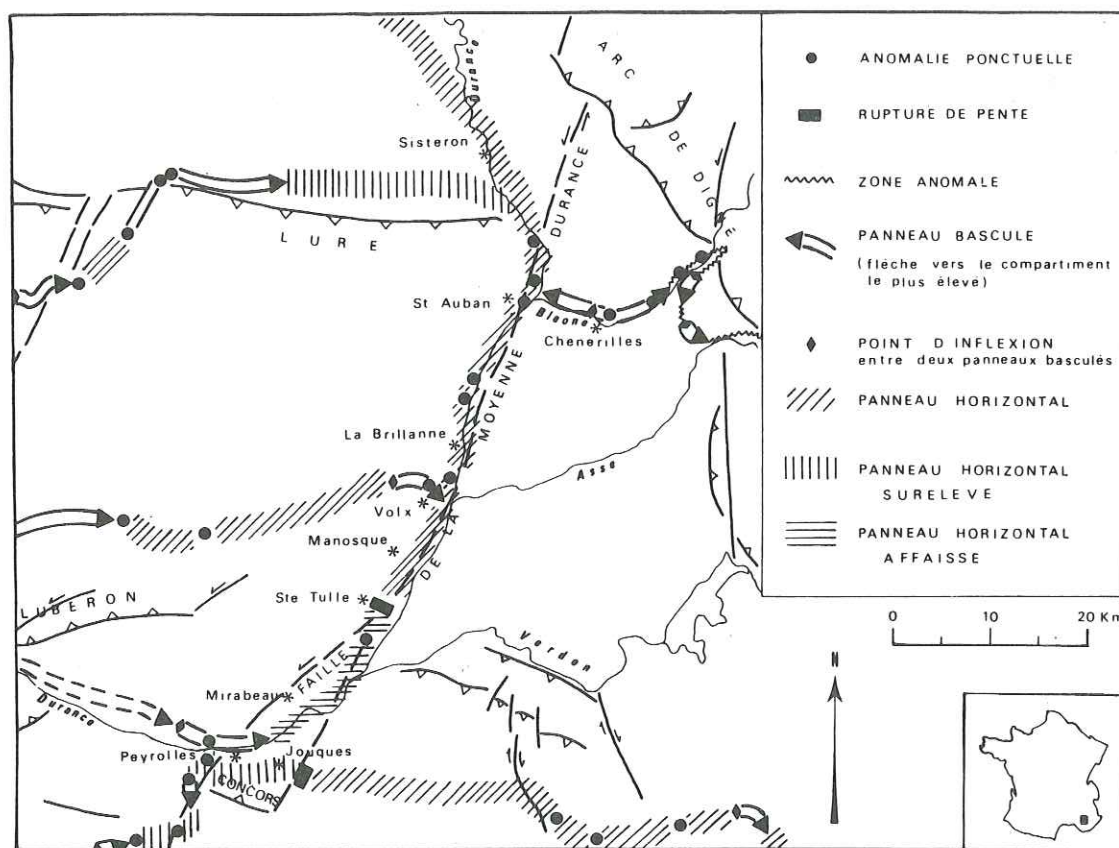 ARC
DE DIGNE
Durance
Sisteron
DURANCE
LURE
St Auban
Bleone
Chenerilles
MOYENNE
La Brillanne
Asse
Volx
Manosque
DE LA
LUBERON
Ste Tulle
FAILLE
Verdon
Mirabeau
Durance
Peyrolles
Jouques
CONCORS
ANOMALIE PONCTUELLE
RUPTURE DE PENTE
ZONE ANOMALE
PANNEAU BASCULE
(fléche vers le compartiment
le plus élevé)
POINT D'INFLEXION
entre deux panneaux basculés
PANNEAU HORIZONTAL
PANNEAU HORIZONTAL
SURELEVE
PANNEAU HORIZONTAL
AFFAISSE
0 10 20 Km
N